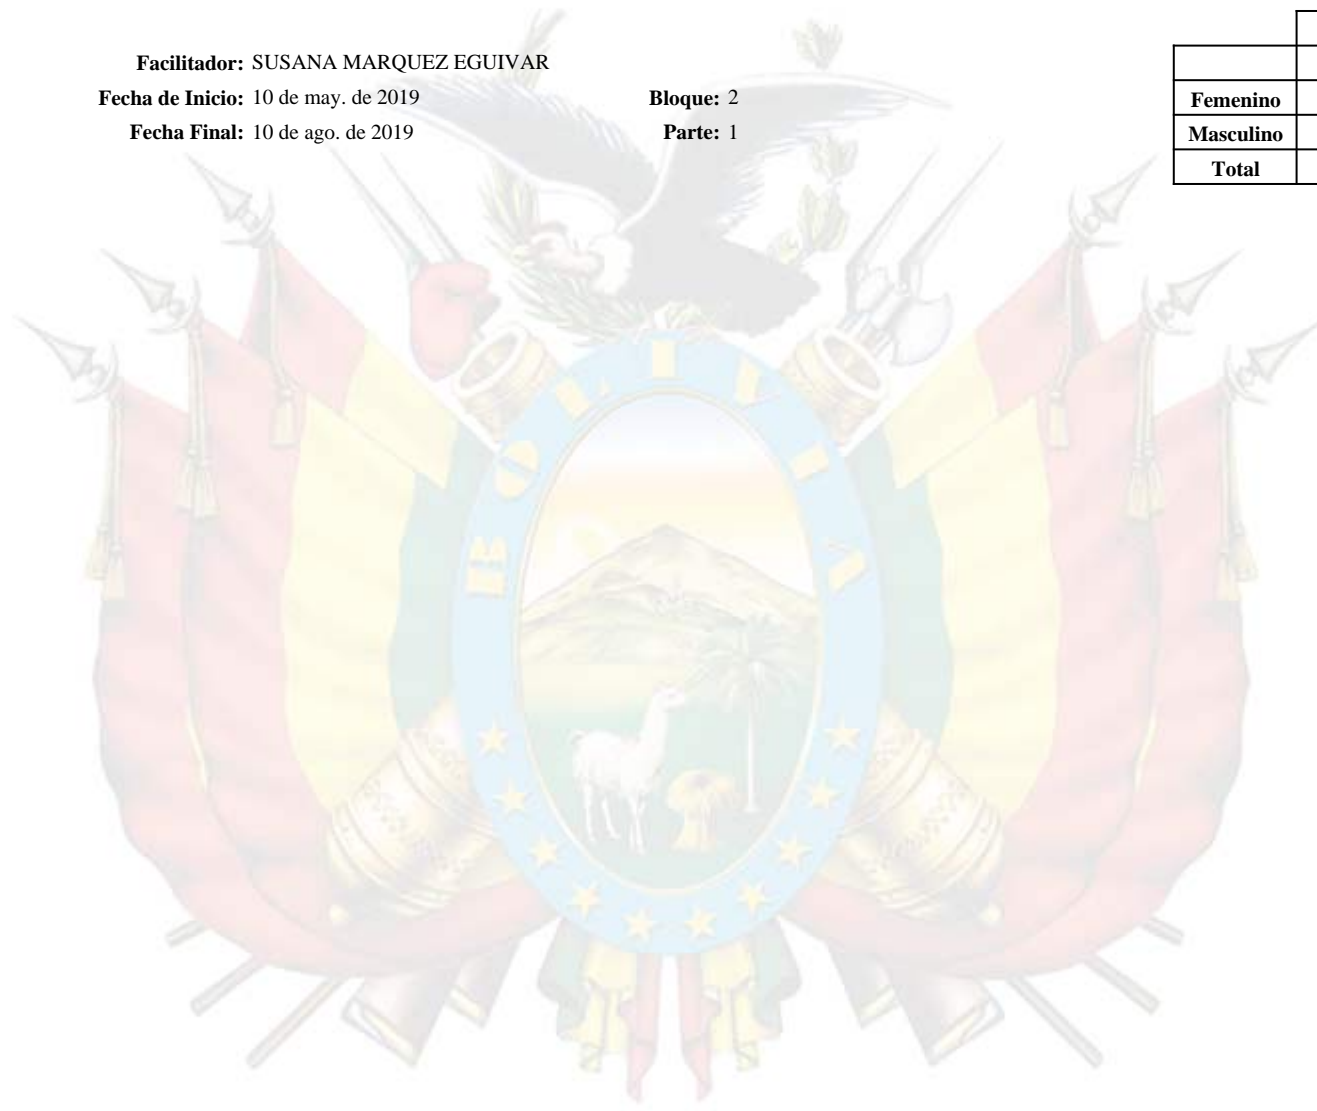 Facilitador: SUSANA MARQUEZ EGUIVAR
Fecha de Inicio: 10 de may. de 2019 Bloque: 2
Fecha Final: 10 de ago. de 2019 Parte: 1
Femenino
Masculino
Total
BOLIVIA